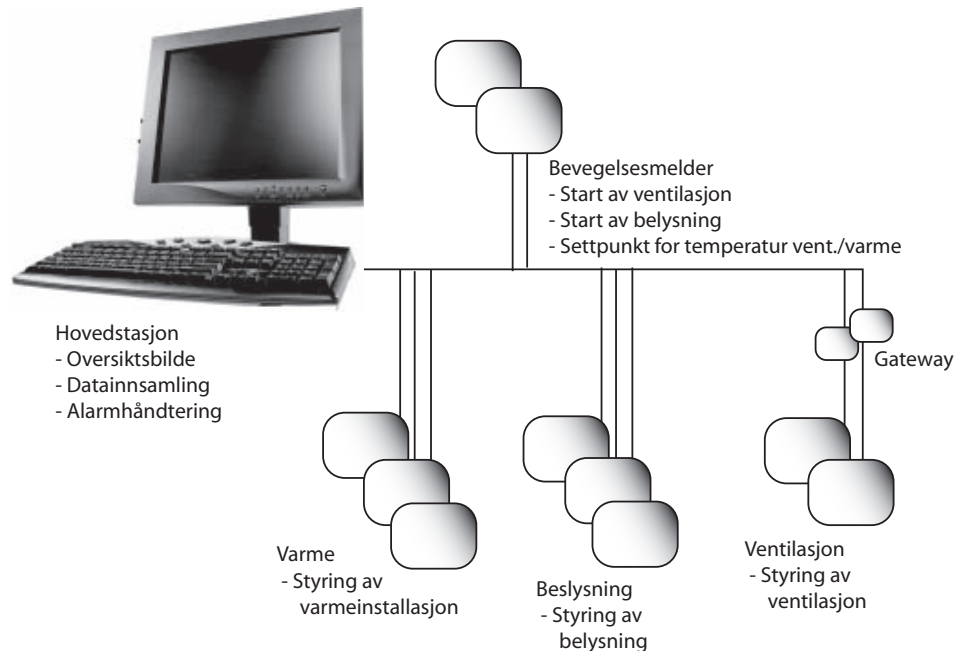 Bevegelsesmelder
- Start av ventilasjon
- Start av belysning
- Settpunkt for temperatur vent./varme
Hovedstasjon
- Oversiktsbilde
- Datainnsamling
- Alarmhåndtering
Gateway
Varme
- Styring av
varmeinstallasjon
Beslysning
- Styring av
belysning
Ventilasjon
- Styring av
ventilasjon